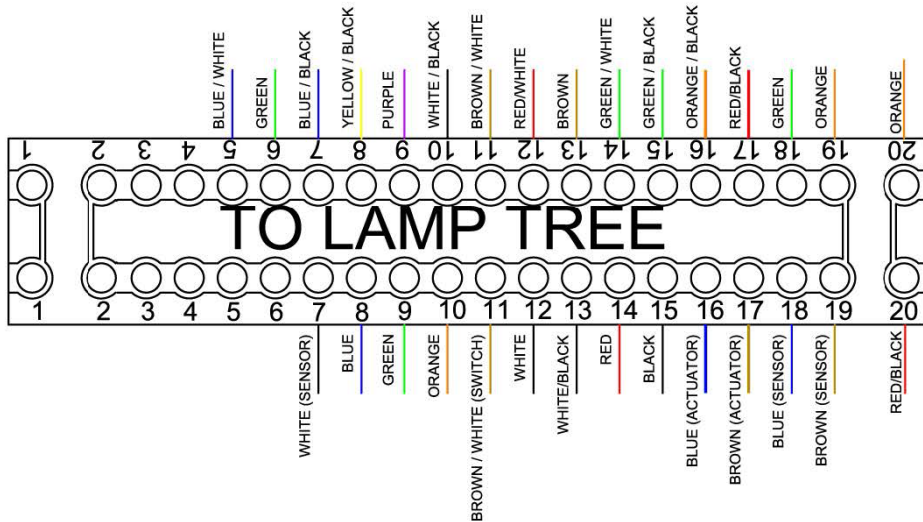 BLUE / WHITE
GREEN
BLUE / BLACK
YELLOW / BLACK
PURPLE
WHITE / BLACK
BROWN / WHITE
RED/WHITE
BROWN
GREEN / WHITE
GREEN / BLACK
ORANGE / BLACK
RED/BLACK
GREEN
ORANGE
ORANGE
1 2 3 4 5 6 7 8 9 10 11 12 13 14 15 16 17 18 19 20
TO LAMP TREE
1 2 3 4 5 6 7 8 9 10 11 12 13 14 15 16 17 18 19 20
WHITE (SENSOR)
BLUE
GREEN
ORANGE
BROWN / WHITE (SWITCH)
WHITE
WHITE/BLACK
RED
BLACK
BLUE (ACTUATOR)
BROWN (ACTUATOR)
BLUE (SENSOR)
BROWN (SENSOR)
RED/BLACK